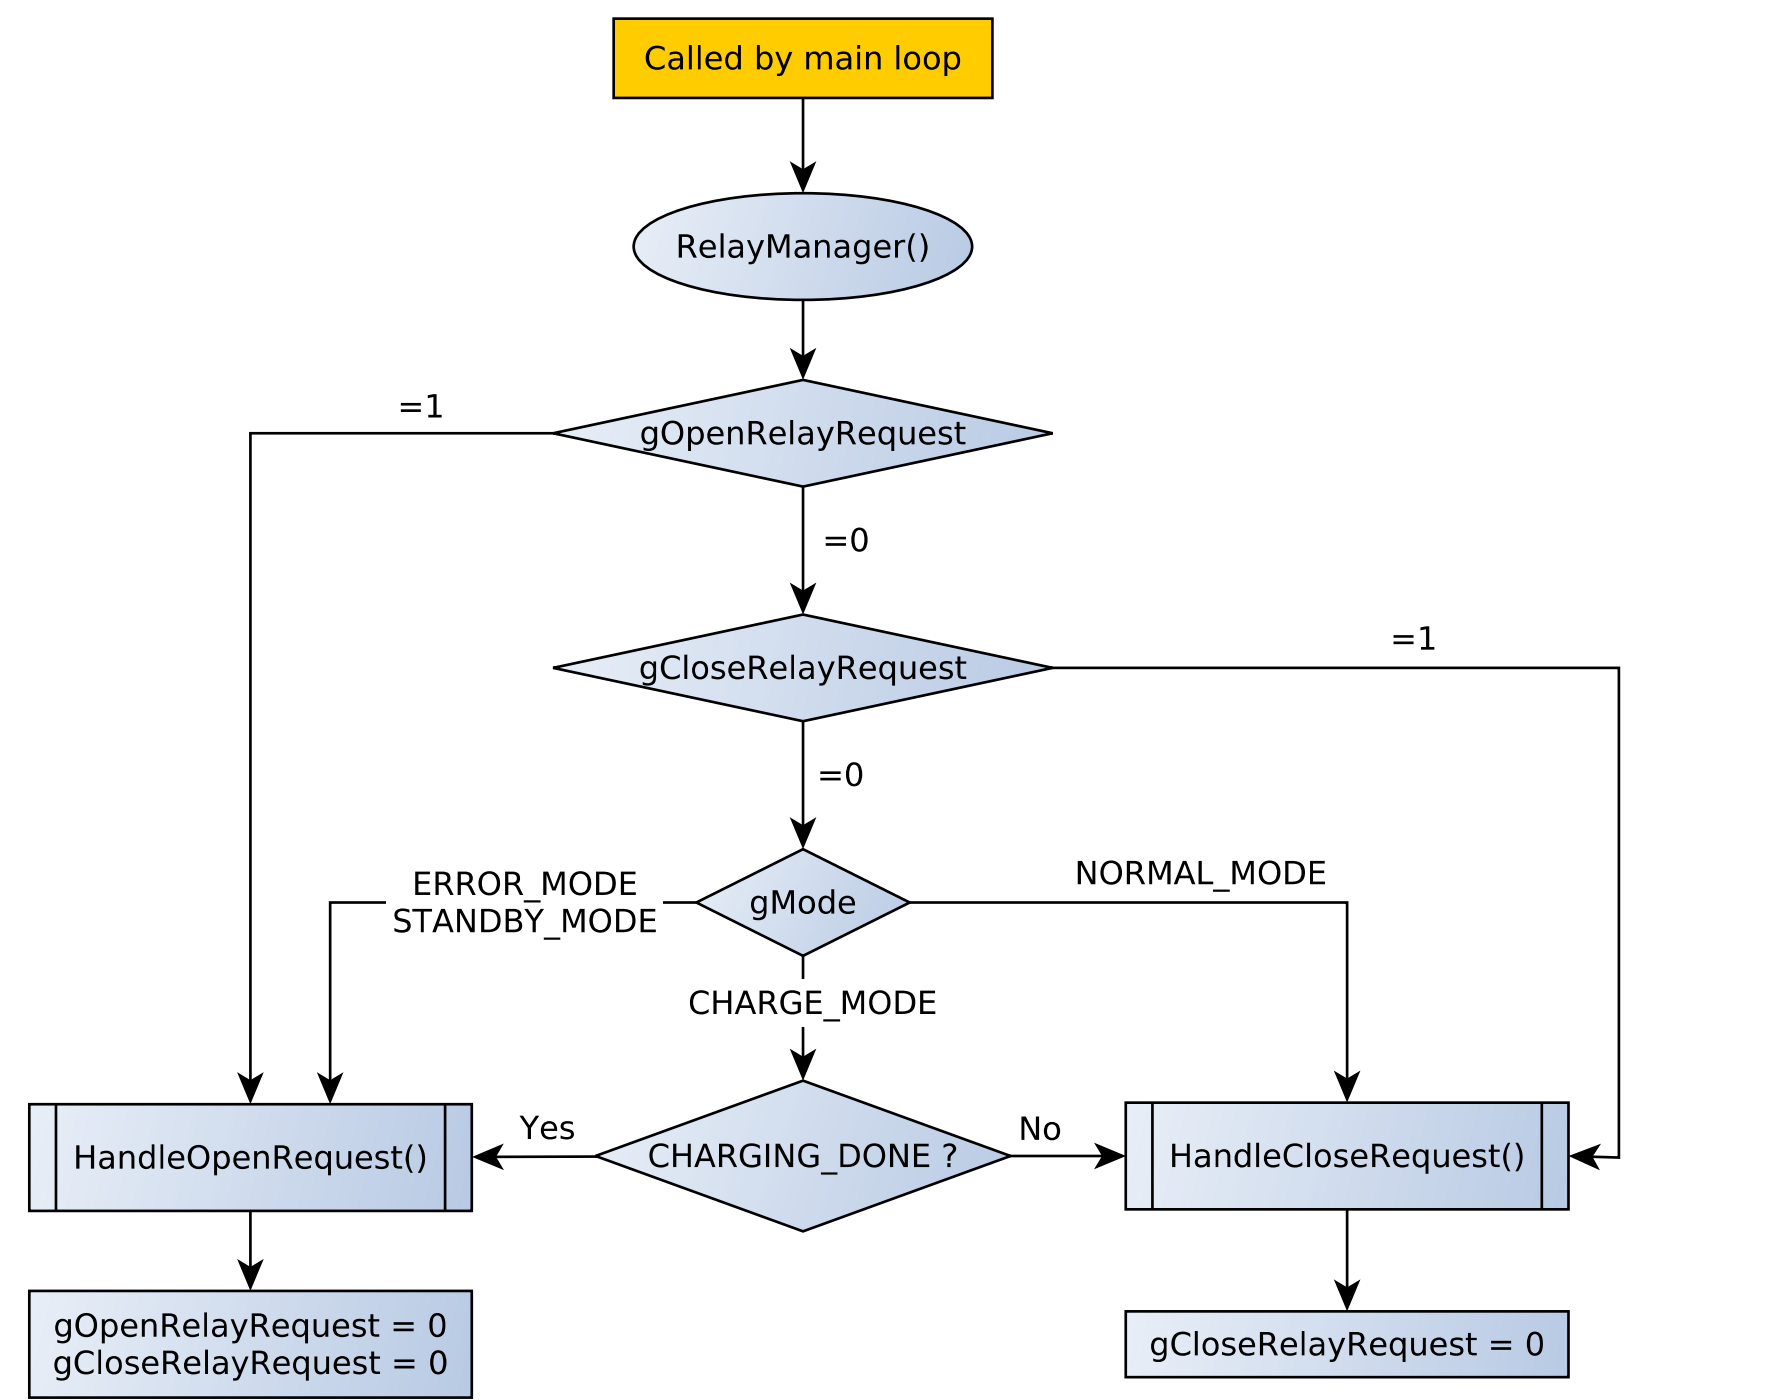 Called by main loop
RelayManager()
=1
gOpenRelayRequest
=0
=1
gCloseRelayRequest
=0
ERROR_MODE
STANDBY_MODE
gMode
NORMAL_MODE
CHARGE_MODE
HandleOpenRequest()
Yes
CHARGING_DONE ?
No
HandleCloseRequest()
gOpenRelayRequest = 0
gCloseRelayRequest = 0
gCloseRelayRequest = 0